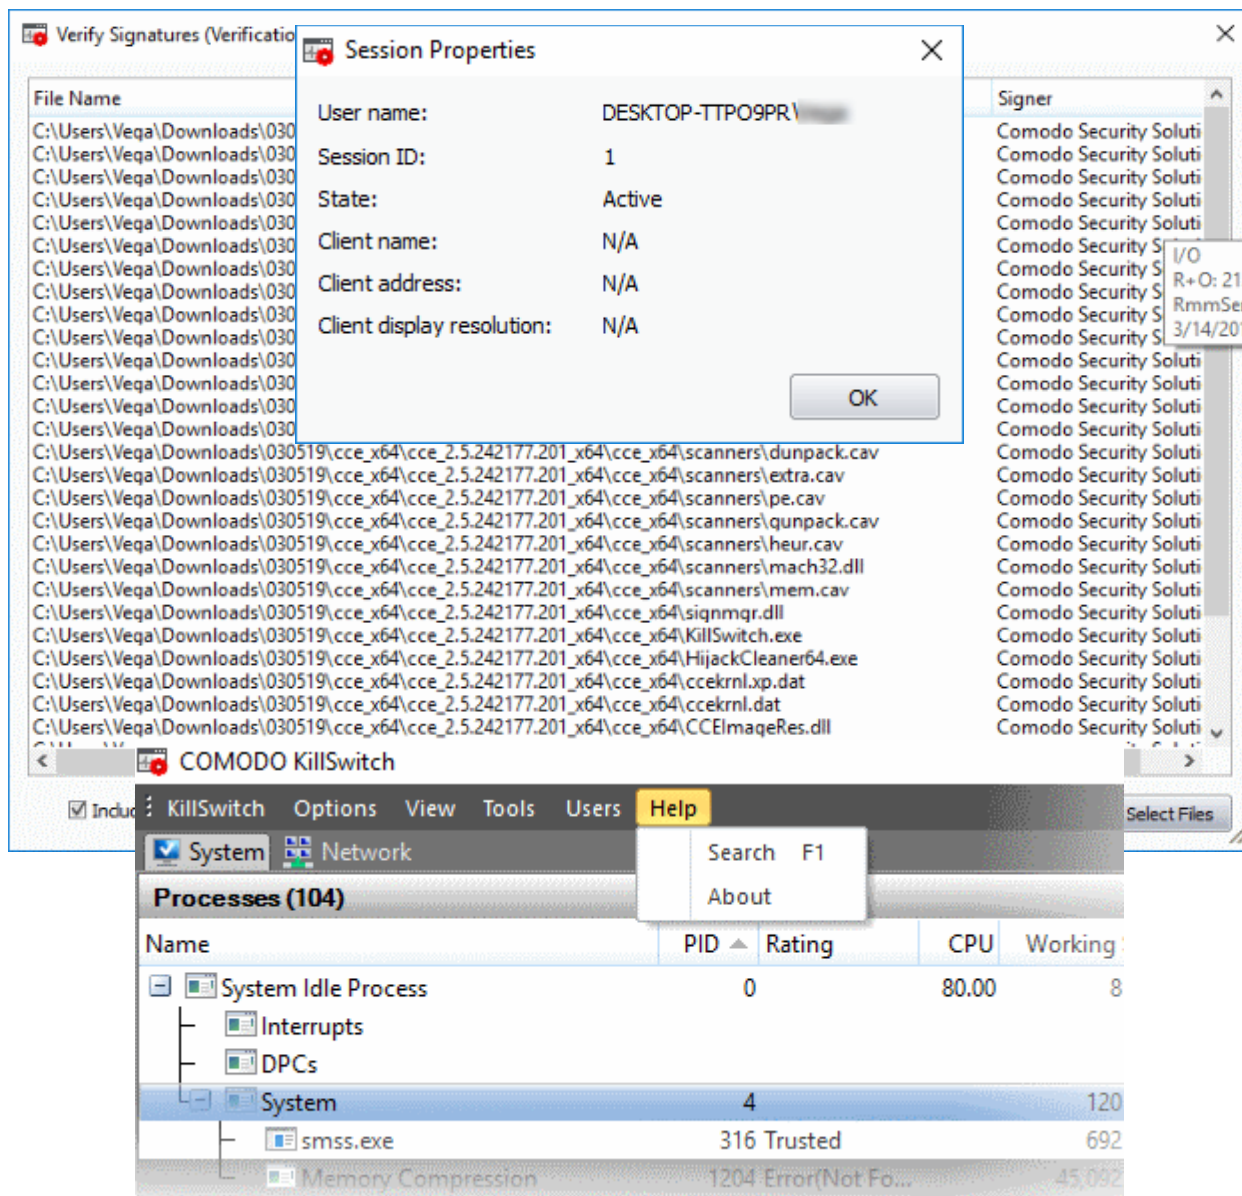 Verify Signatures (Verificatio
Session Properties
File Name
Signer
User name: DESKTOP-TTPO9PR\
Session ID: 1
State: Active
Client name: N/A
Client address: N/A
Client display resolution: N/A
OK
C:\Users\Vega\Downloads\030
C:\Users\Vega\Downloads\030
C:\Users\Vega\Downloads\030
C:\Users\Vega\Downloads\030
C:\Users\Vega\Downloads\030
C:\Users\Vega\Downloads\030
C:\Users\Vega\Downloads\030
C:\Users\Vega\Downloads\030
C:\Users\Vega\Downloads\030
C:\Users\Vega\Downloads\030
C:\Users\Vega\Downloads\030
C:\Users\Vega\Downloads\030
C:\Users\Vega\Downloads\030
C:\Users\Vega\Downloads\030
Comodo Security Soluti
Comodo Security Soluti
Comodo Security Soluti
Comodo Security Soluti
Comodo Security Soluti
Comodo Security S
Comodo Security S
Comodo Security S
Comodo Security S
Comodo Security S
Comodo Security Soluti
Comodo Security Soluti
Comodo Security Soluti
Comodo Security Soluti
I/O
R+O: 21
RmmSe
3/14/20
C:\Users\Vega\Downloads\030519\cce_x64\cce_2.5.242177.201_x64\cce_x64\scanners\dunpack.cav Comodo Security Soluti
C:\Users\Vega\Downloads\030519\cce_x64\cce_2.5.242177.201_x64\cce_x64\scanners\extra.cav Comodo Security Soluti
C:\Users\Vega\Downloads\030519\cce_x64\cce_2.5.242177.201_x64\cce_x64\scanners\pe.cav Comodo Security Soluti
C:\Users\Vega\Downloads\030519\cce_x64\cce_2.5.242177.201_x64\cce_x64\scanners\gunpack.cav Comodo Security Soluti
C:\Users\Vega\Downloads\030519\cce_x64\cce_2.5.242177.201_x64\cce_x64\scanners\heur.cav Comodo Security Soluti
C:\Users\Vega\Downloads\030519\cce_x64\cce_2.5.242177.201_x64\cce_x64\scanners\mach32.dll Comodo Security Soluti
C:\Users\Vega\Downloads\030519\cce_x64\cce_2.5.242177.201_x64\cce_x64\scanners\mem.cav Comodo Security Soluti
C:\Users\Vega\Downloads\030519\cce_x64\cce_2.5.242177.201_x64\cce_x64\signmgr.dll Comodo Security Soluti
C:\Users\Vega\Downloads\030519\cce_x64\cce_2.5.242177.201_x64\cce_x64\KillSwitch.exe Comodo Security Soluti
C:\Users\Vega\Downloads\030519\cce_x64\cce_2.5.242177.201_x64\cce_x64\HijackCleaner64.exe Comodo Security Soluti
C:\Users\Vega\Downloads\030519\cce_x64\cce_2.5.242177.201_x64\cce_x64\ccekrnl.xp.dat Comodo Security Soluti
C:\Users\Vega\Downloads\030519\cce_x64\cce_2.5.242177.201_x64\cce_x64\ccekrnl.dat Comodo Security Soluti
C:\Users\Vega\Downloads\030519\cce_x64\cce_2.5.242177.201_x64\cce_x64\CCEImageRes.dll Comodo Security Soluti
COMODO KillSwitch
Includ
Select Files
KillSwitch Options View Tools Users Help
System Network
Search F1
About
Processes (104)
Name PID Rating CPU Working
System Idle Process 0 80.00 8
Interrupts
DPCs
System 4 120
smss.exe 316 Trusted 692
Memory Compression 1204 Error(Not Fo... 45,092